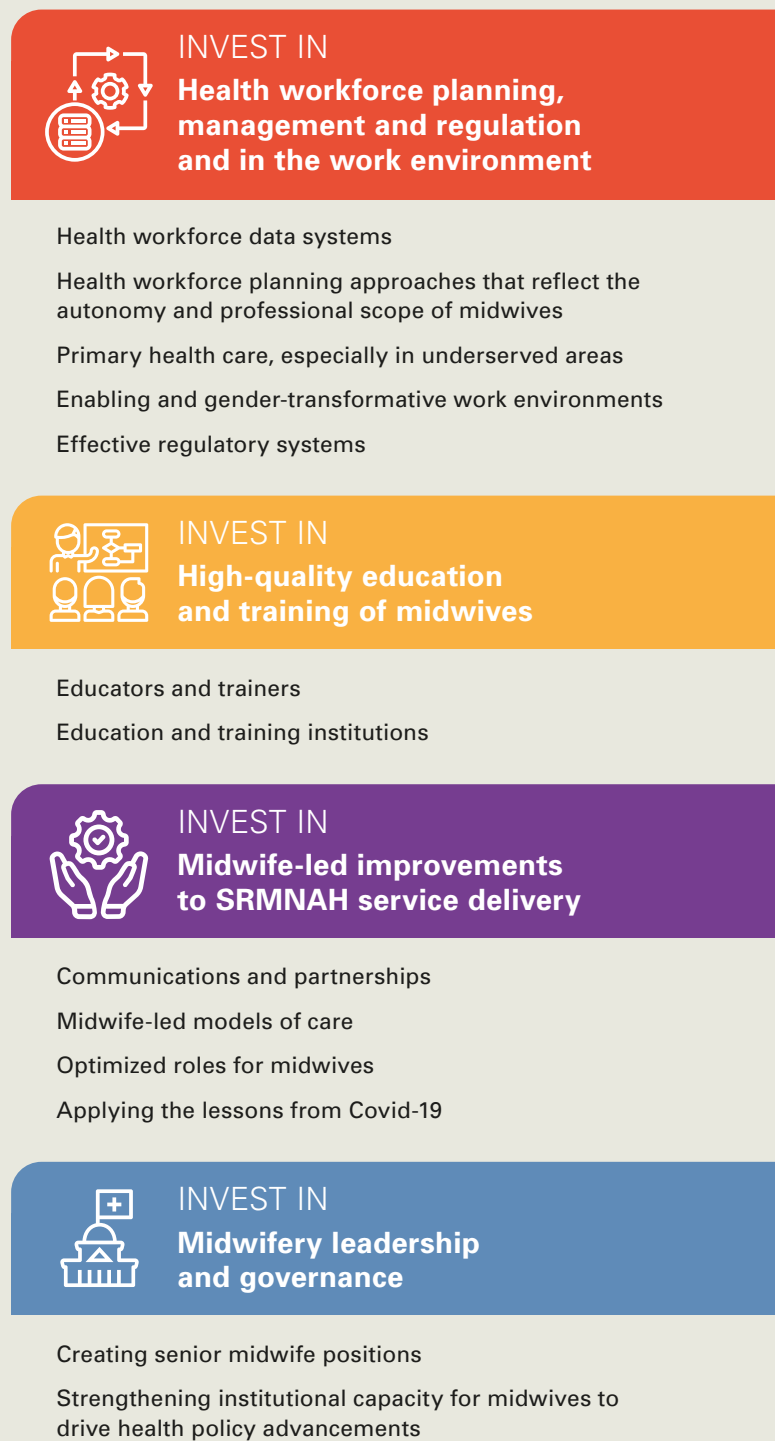 INVEST IN
Health workforce planning,
management and regulation
and in the work environment
Health workforce data systems
Health workforce planning approaches that reflect the
autonomy and professional scope of midwives
Primary health care, especially in underserved areas
Enabling and gender-transformative work environments
Effective regulatory systems
INVEST IN
High-quality education
and training of midwives
Educators and trainers
Education and training institutions
INVEST IN
Midwife-led improvements
to SRMNAH service delivery
Communications and partnerships
Midwife-led models of care
Optimized roles for midwives
Applying the lessons from Covid-19
INVEST IN
Midwifery leadership
and governance
Creating senior midwife positions
Strengthening institutional capacity for midwives to
drive health policy advancements